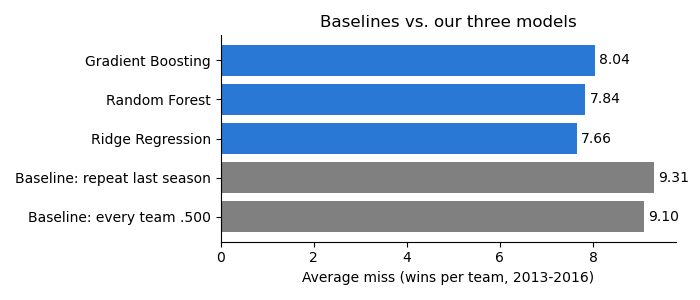 Baselines vs. our three models
Gradient Boosting 8.04
Random Forest 7.84
Ridge Regression 7.66
Baseline: repeat last season 9.31
Baseline: every team .500 9.10
0 2 4 6 8
Average miss (wins per team, 2013-2016)